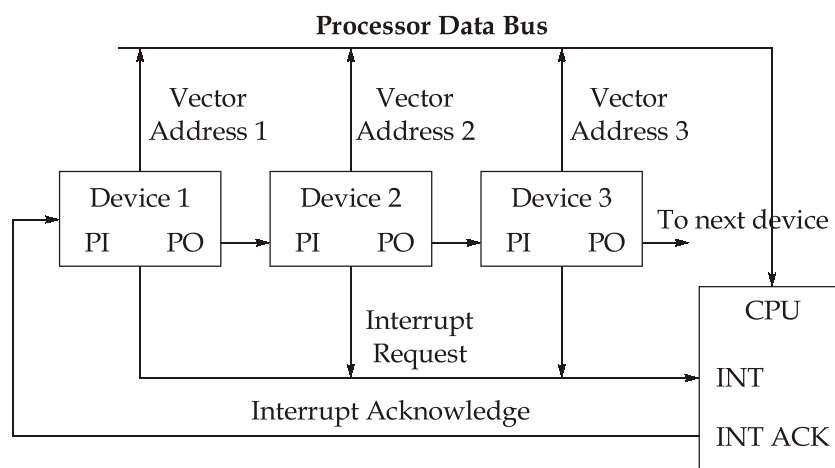 Processor Data Bus
Vector
Address 1
Vector
Address 2
Vector
Address 3
Device 1
PI PO
Device 2
PI PO
Device 3
PI PO
To next device
CPU
Interrupt
Request
INT
Interrupt Acknowledge
INT ACK